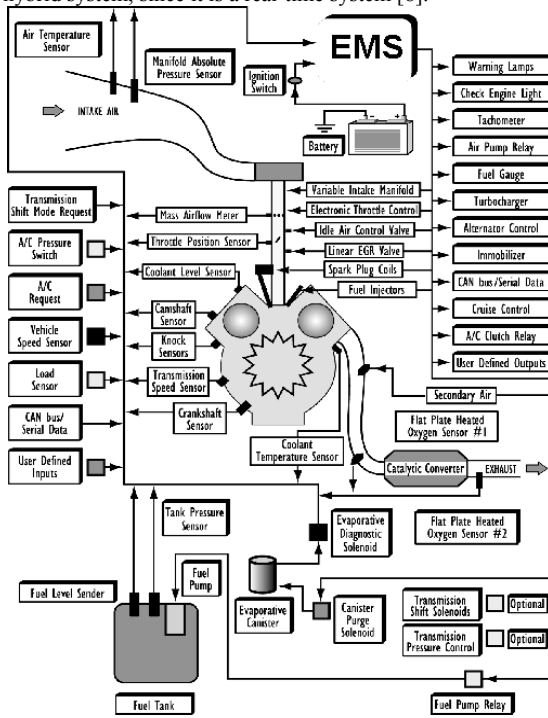 hybrid system, since it is a real-time system [6].
Air Temperature
Sensor
Manifold Absolute
Pressure Sensor
INTAKE AIR
EMS
Ignition
Switch
Battery
Warning Lamps
Check Engine Light
Tachometer
Air Pump Relay
Fuel Gauge
Turbocharger
Alternator Control
Immobilizer
CAN bus/Serial Data
Cruise Control
A/C Clutch Relay
User Defined Outputs
Variable Intake Manifold
Electronic Throttle Control
Idle Air Control Valve
Linear EGR Valve
Spark Plug Coils
Fuel Injectors
Transmission
Shift Mode Request
A/C Pressure
Switch
A/C
Request
Vehicle
Speed Sensor
Load
Sensor
CAN bus/
Serial Data
User Defined
Inputs
Mass Airflow Meter
Throttle Position Sensor
Coolant Level Sensor
Camshaft
Sensor
Knock
Sensors
Transmission
Speed Sensor
Crankshaft
Sensor
Coolant
Temperature Sensor
Secondary Air
Flat Plate Heated
Oxygen Sensor #1
Catalytic Converter
EXHAUST
Flat Plate Heated
Oxygen Sensor #2
Tank Pressure
Sensor
Evaporative
Diagnostic
Solenoid
Fuel Level Sender
Fuel
Pump
Evaporative
Canister
Canister
Purge
Solenoid
Transmission
Shift Solenoids
Optional
Transmission
Pressure Control
Optional
Fuel Tank
Fuel Pump Relay